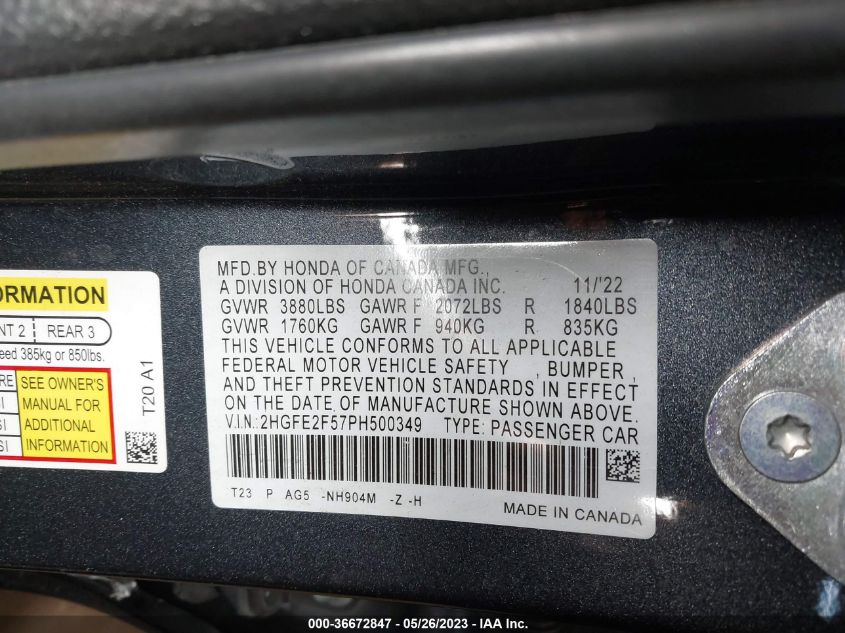 ORMATION
NT 2 REAR 3
eed 385kg or 850lbs.
RE SEE OWNER'S
I MANUAL FOR
SI ADDITIONAL
SI INFORMATION
T20 A1
MFD.BY HONDA OF CANADA MFG.,
A DIVISION OF HONDA CANADA INC. 11/'22
GVWR 3880LBS GAWR F 2072LBS R 1840LBS
GVWR 1760KG GAWR F 940KG R 835KG
THIS VEHICLE CONFORMS TO ALL APPLICABLE
FEDERAL MOTOR VEHICLE SAFETY , BUMPER ,
AND THEFT PREVENTION STANDARDS IN EFFECT
ON THE DATE OF MANUFACTURE SHOWN ABOVE.
V.I.N: 2HGFE2F57PH500349 TYPE: PASSENGER CAR
T23 P AG5 -NH904M -Z -H
MADE IN CANADA
000-36672847 - 05/26/2023 - IAA Inc.